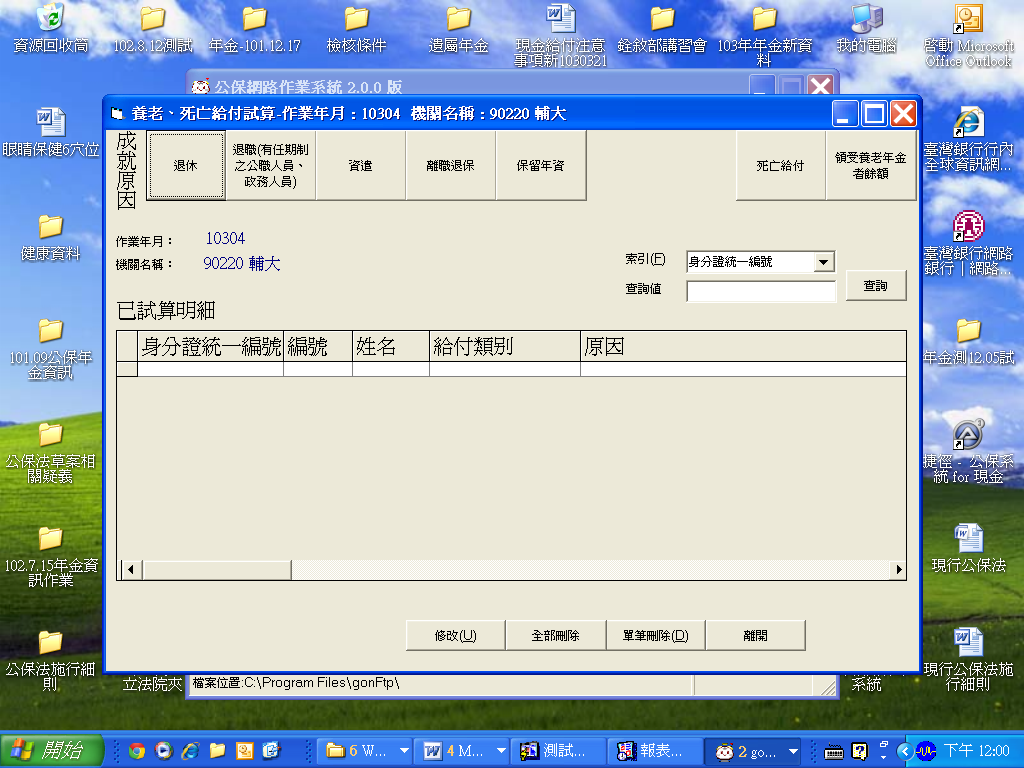 資源回收筒
102.8.12測試
年金-101.12.17
檢核條件
遺屬年金
現金給付注意
事項新1030321
銓敘部講習會
103年年金新資
料
我的電腦
啟動 Microsoft
Office Outlook
眼睛保健6穴位
健康資料
101.09公保年
金資訊
公保法草案相
關疑義
102.7.15年金資
訊作業
公保法施行細
則
公保網路作業系統 2.0.0 版
養老、死亡給付試算-作業年月：10304 機關名稱：90220 輔大
成就原因
退休
退職(有任期制
之公職人員、
政務人員)
資遣
離職退保
保留年資
死亡給付
領受養老年金
者餘額
作業年月： 10304
機關名稱： 90220 輔大
索引(F) 身分證統一編號
查詢值
查詢
已試算明細
身分證統一編號 編號 姓名 給付類別 原因
修改(U) 全部刪除 單筆刪除(D) 離開
立法院夾
檔案位置:C:\Program Files\gonFtp\
系統
臺灣銀行行內
全球資訊網...
臺灣銀行網路
銀行｜網路...
年金測12.05試
捷徑 - 公保系
統 for 現金
現行公保法
現行公保法施
行細則
開始
6 W...
4 M...
測試...
報表...
2 go...
下午 12:00